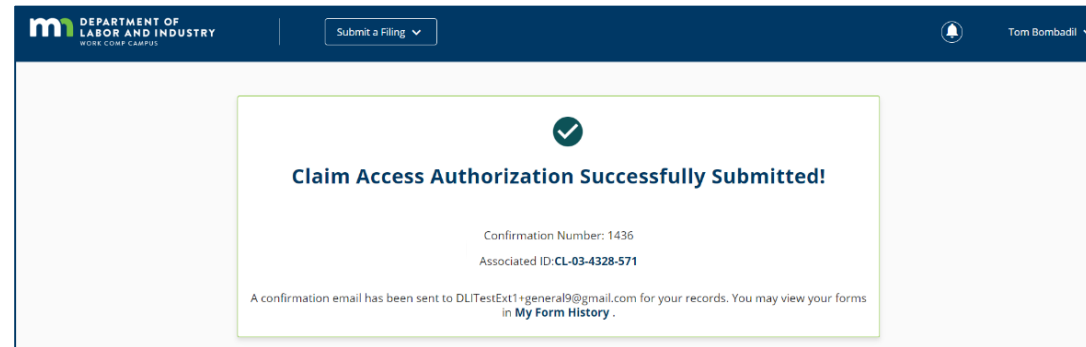 DEPARTMENT OF
LABOR AND INDUSTRY
WORK COMP CAMPUS
Submit a Filing
Tom Bombadil
Claim Access Authorization Successfully Submitted!
Confirmation Number: 1436
Associated ID:CL-03-4328-571
A confirmation email has been sent to DLITestExt1+general9@gmail.com for your records. You may view your forms
in My Form History .